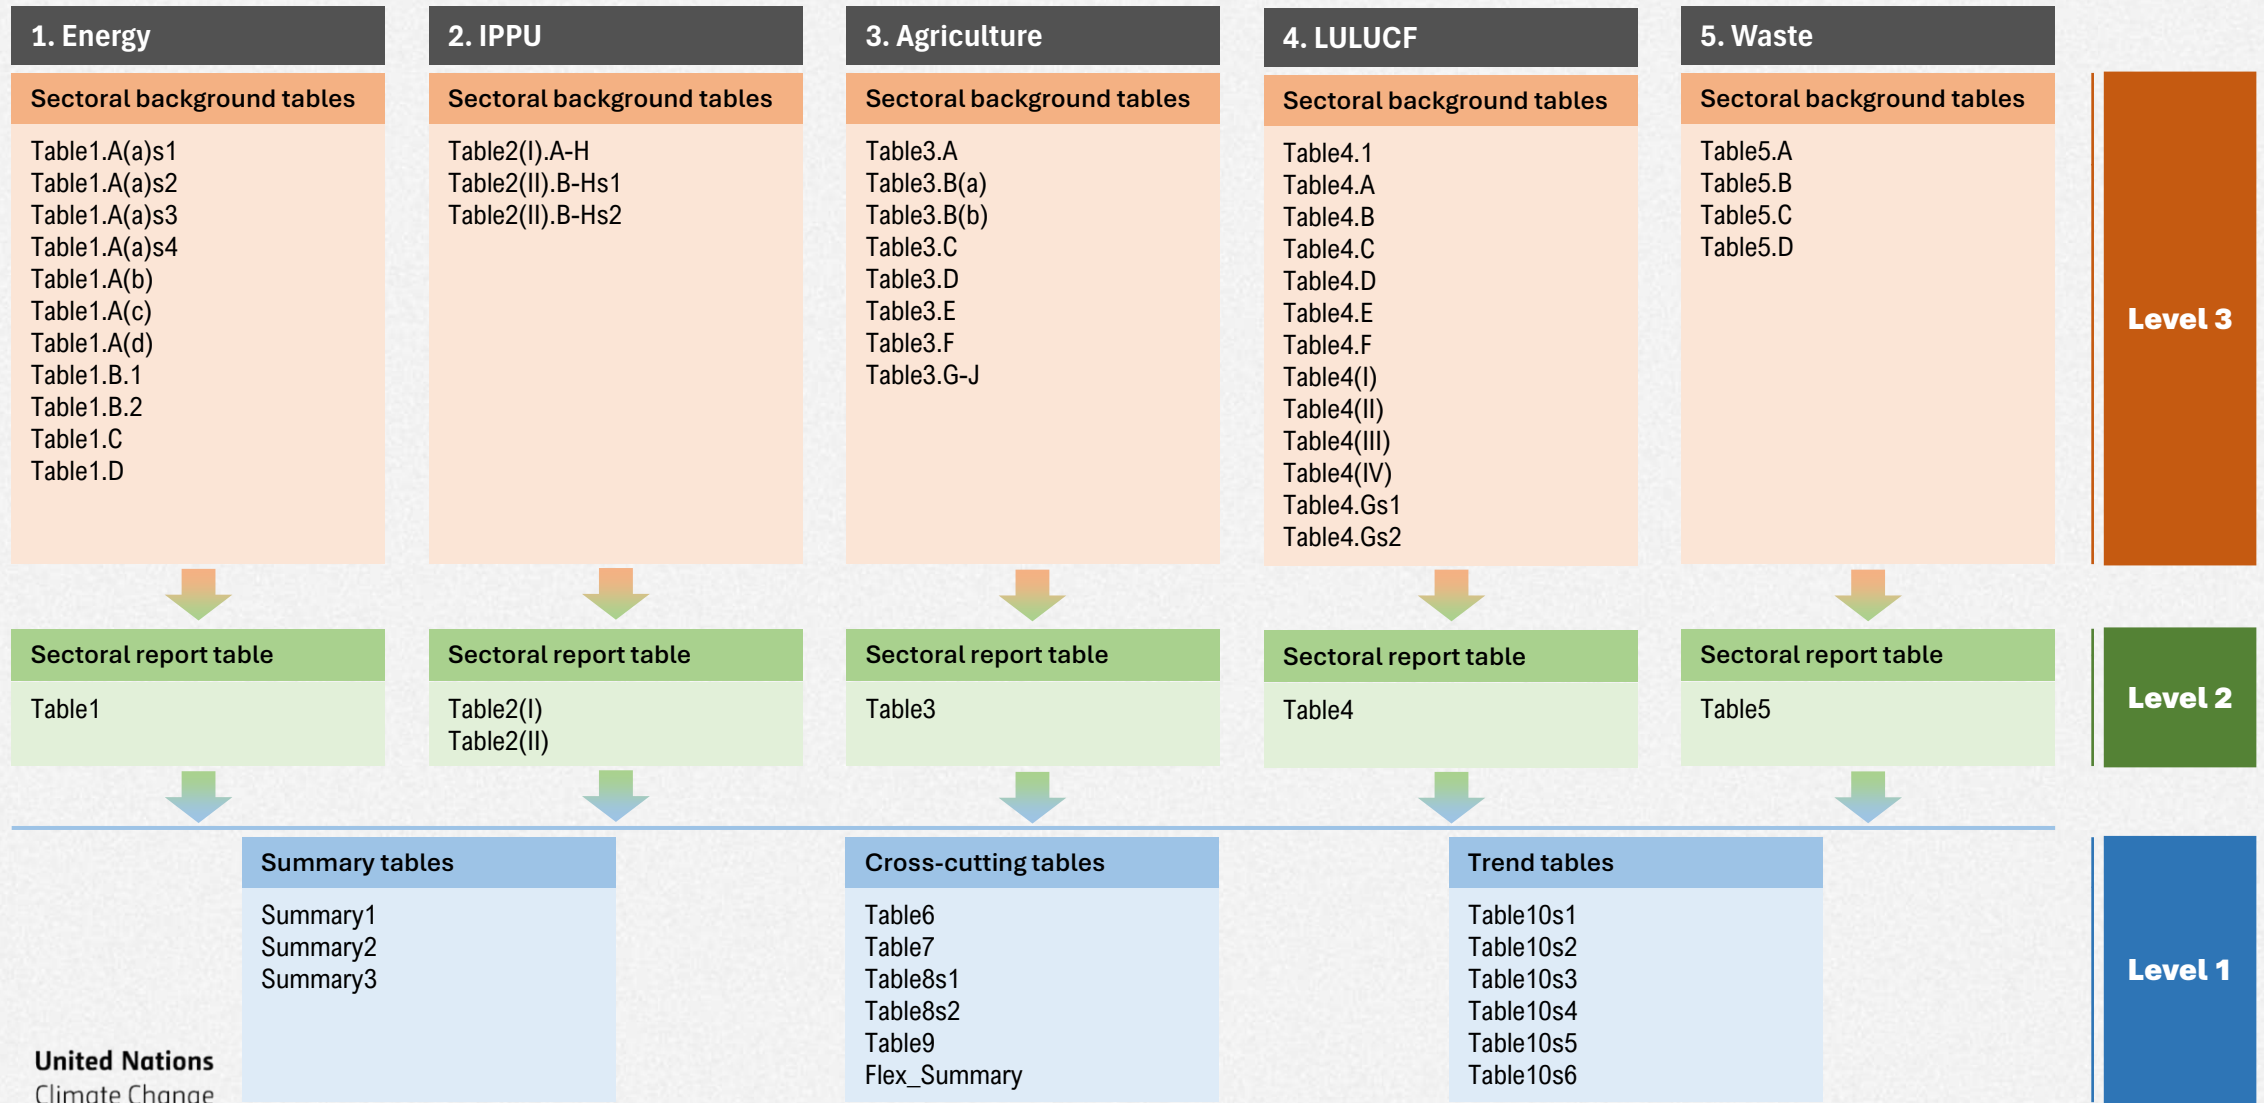 1. Energy
Sectoral background tables
Table1.A(a)s1
Table1.A(a)s2
Table1.A(a)s3
Table1.A(a)s4
Table1.A(b)
Table1.A(c)
Table1.A(d)
Table1.B.1
Table1.B.2
Table1.C
Table1.D
2. IPPU
Sectoral background tables
Table2(I).A-H
Table2(II).B-Hs1
Table2(II).B-Hs2
3. Agriculture
Sectoral background tables
Table3.A
Table3.B(a)
Table3.B(b)
Table3.C
Table3.D
Table3.E
Table3.F
Table3.G-J
4. LULUCF
Sectoral background tables
Table4.1
Table4.A
Table4.B
Table4.C
Table4.D
Table4.E
Table4.F
Table4(I)
Table4(II)
Table4(III)
Table4(IV)
Table4.Gs1
Table4.Gs2
5. Waste
Sectoral background tables
Table5.A
Table5.B
Table5.C
Table5.D
Level 3
Sectoral report table
Table1
Sectoral report table
Table2(I)
Table2(II)
Sectoral report table
Table3
Sectoral report table
Table4
Sectoral report table
Table5
Level 2
Summary tables
Summary1
Summary2
Summary3
Cross-cutting tables
Table6
Table7
Table8s1
Table8s2
Table9
Flex_Summary
Trend tables
Table10s1
Table10s2
Table10s3
Table10s4
Table10s5
Table10s6
Level 1
United Nations
Climate Change